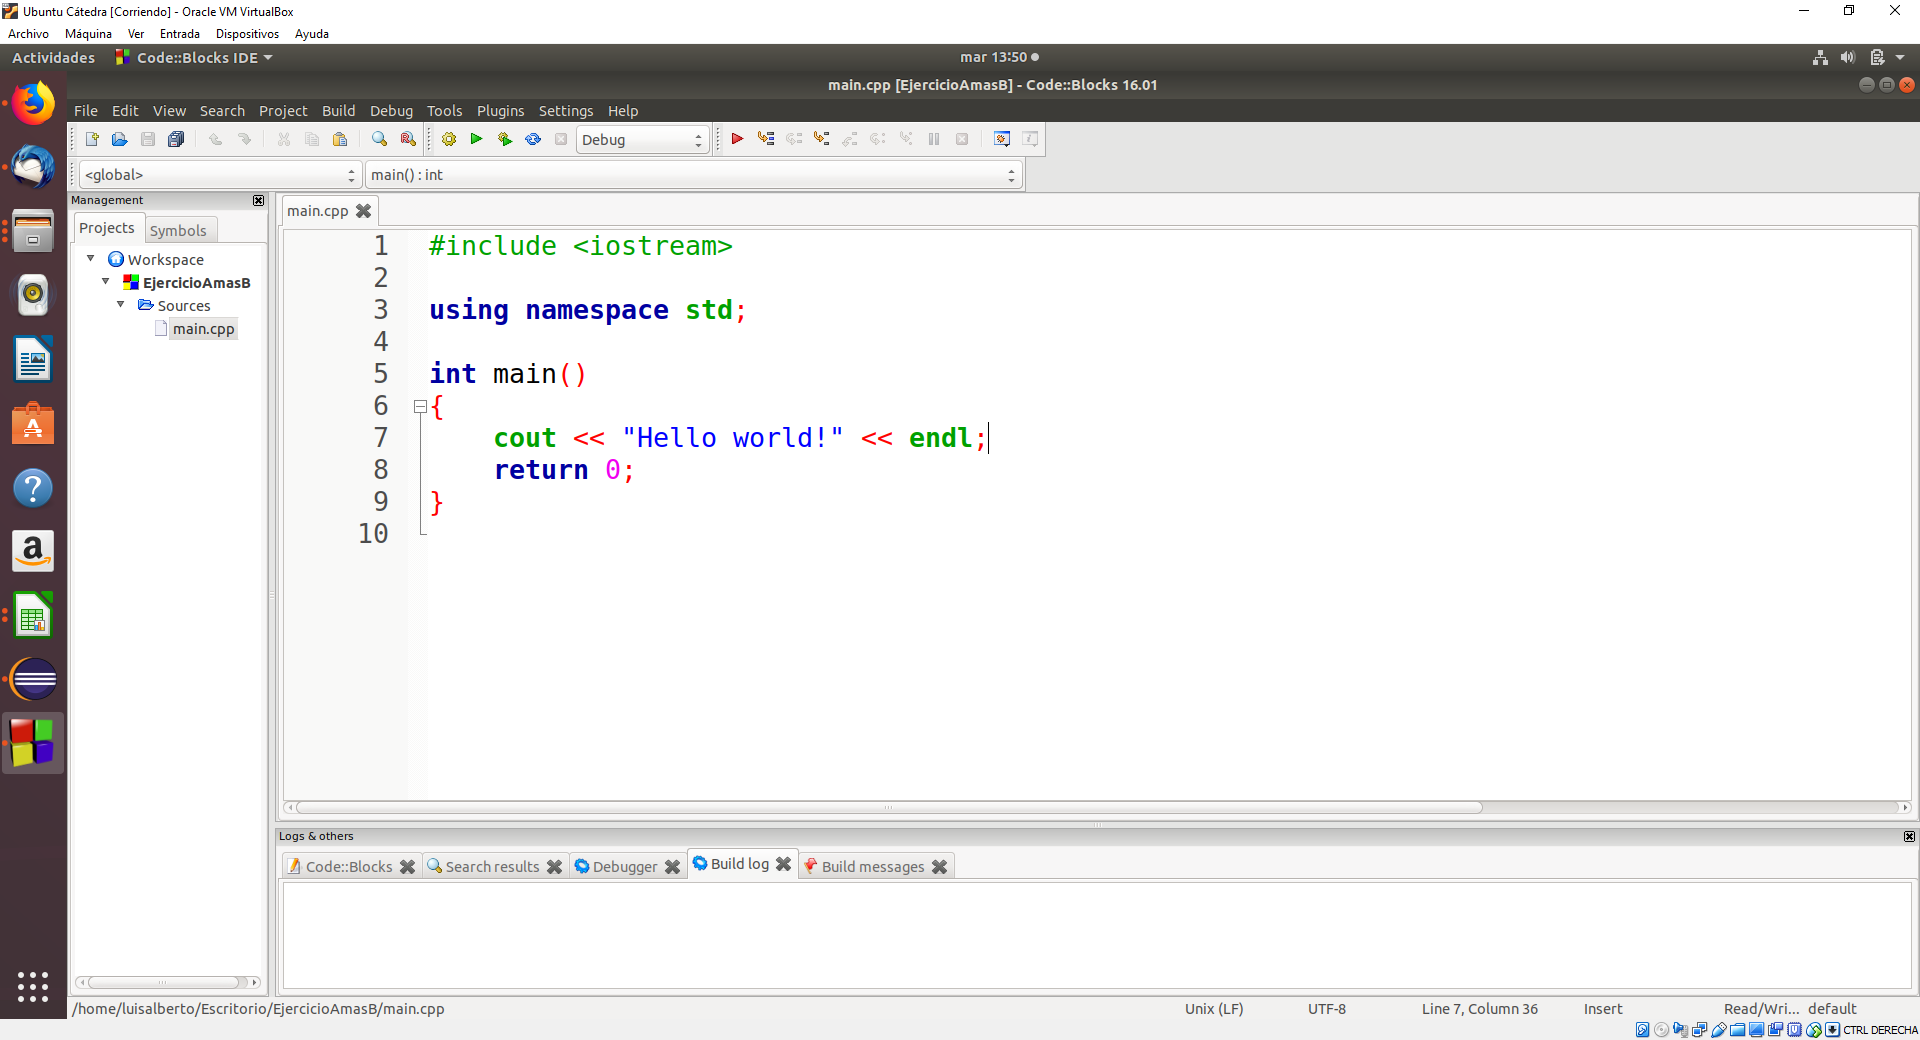 Ubuntu Cátedra [Corriendo] - Oracle VM VirtualBox
Archivo Máquina Ver Entrada Dispositivos Ayuda
Actividades Code::Blocks IDE mar 13:50
main.cpp [EjercicioAmasB] - Code::Blocks 16.01
File Edit View Search Project Build Debug Tools Plugins Settings Help
Debug
<global> main() : int
Management
Projects Symbols
Workspace
EjercicioAmasB
Sources
main.cpp
main.cpp
1 #include <iostream>
2
3 using namespace std;
4
5 int main()
6 {
7 cout << "Hello world!" << endl;
8 return 0;
9 }
10
Logs & others
Code::Blocks Search results Debugger Build log Build messages
/home/luisalberto/Escritorio/EjercicioAmasB/main.cpp Unix (LF) UTF-8 Line 7, Column 36 Insert Read/Wri... default
CTRL DERECHA